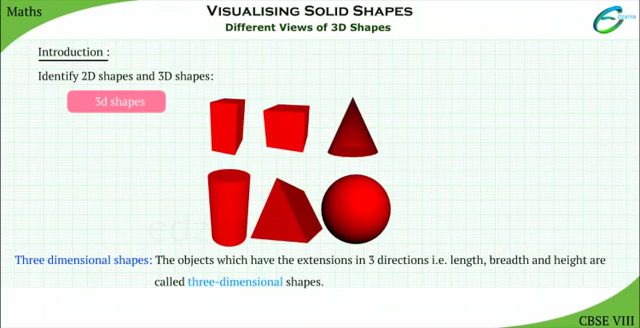 Maths
VISUALISING SOLID SHAPES
Different Views of 3D Shapes
Introduction :
Identify 2D shapes and 3D shapes:
3d shapes
Three dimensional shapes: The objects which have the extensions in 3 directions i.e. length, breadth and height are
called three-dimensional shapes.
CBSE VIII